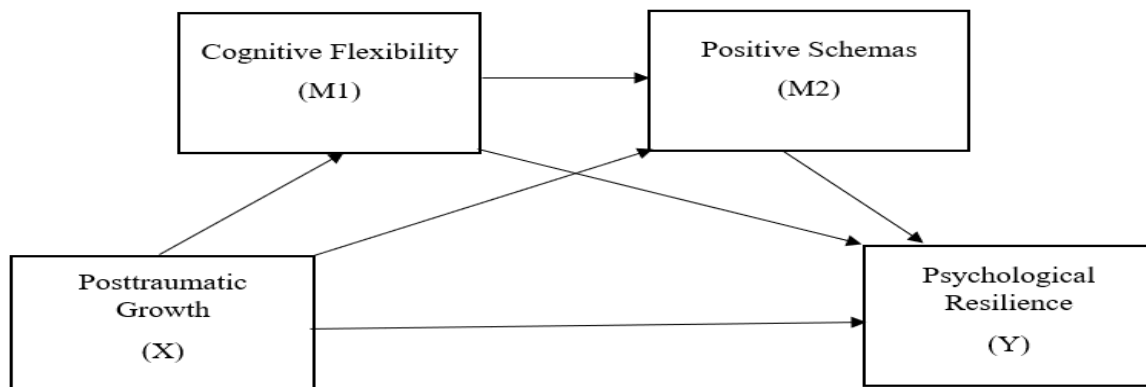 Cognitive Flexibility
(M1)
Positive Schemas
(M2)
Posttraumatic
Growth
(X)
Psychological
Resilience
(Y)